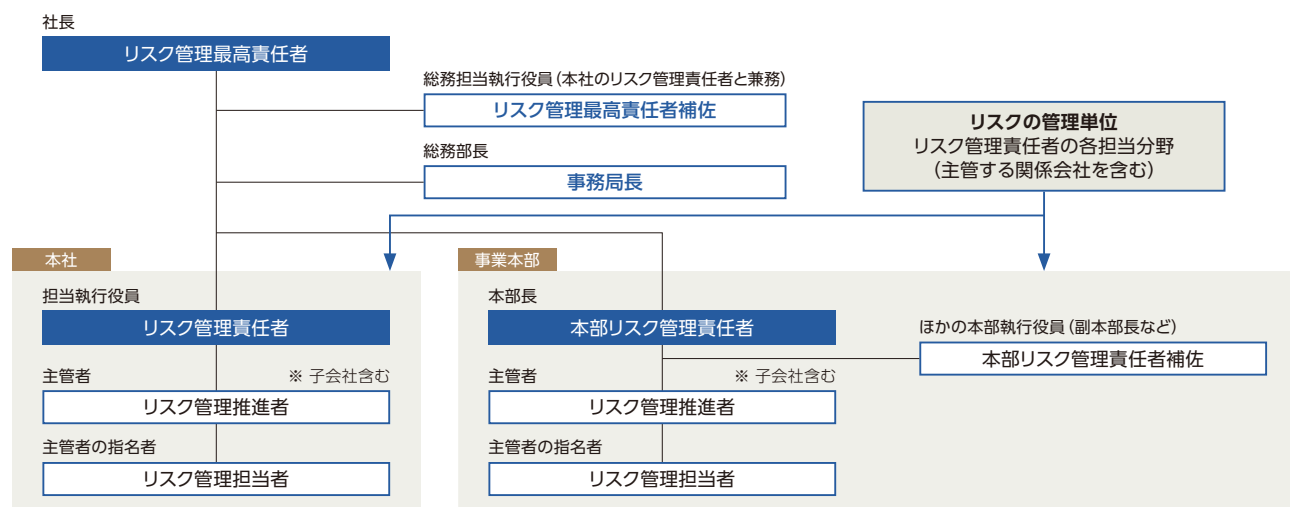 社長
リスク管理最高責任者
総務担当執行役員（本社のリスク管理責任者と兼務）
リスク管理最高責任者補佐
総務部長
事務局長
リスクの管理単位
リスク管理責任者の各担当分野
（主管する関係会社を含む）
本社
担当執行役員
リスク管理責任者
主管者
※ 子会社含む
リスク管理推進者
主管者の指名者
リスク管理担当者
事業本部
本部長
本部リスク管理責任者
ほかの本部執行役員（副本部長など）
本部リスク管理責任者補佐
主管者
※ 子会社含む
リスク管理推進者
主管者の指名者
リスク管理担当者